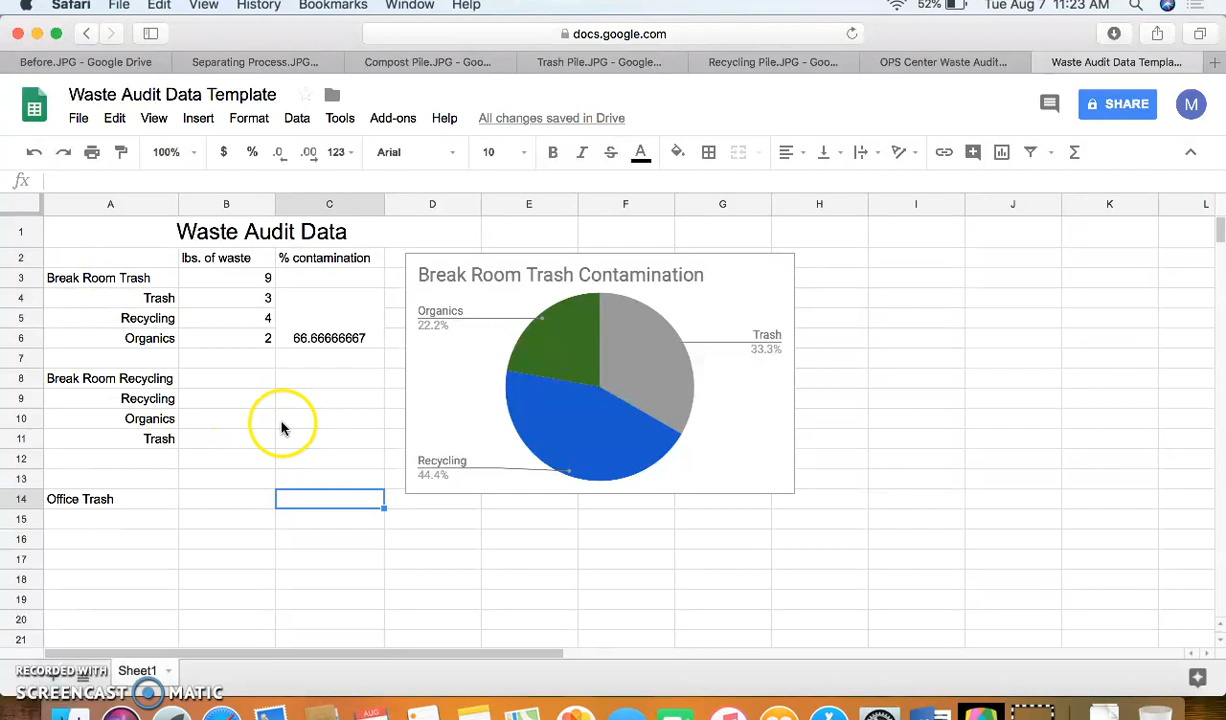 Safari File Edit View History Bookmarks Window Help 52% Tue Aug 7 11:23 AM
docs.google.com
Before.JPG - Google Drive Separating Process.JPG... Compost Pile.JPG - Goo... Trash Pile.JPG - Google... Recycling Pile.JPG - Goo... OPS Center Waste Audit... Waste Audit Data Templa...
Waste Audit Data Template
SHARE M
File Edit View Insert Format Data Tools Add-ons Help All changes saved in Drive
100% $ % .0 .00 123 Arial 10 B I S A Σ
fx
A B C D E F G H I J K L
1 Waste Audit Data
2 lbs. of waste % contamination
3 Break Room Trash 9
4 Trash 3
5 Recycling 4
6 Organics 2 66.66666667
7
8 Break Room Recycling
9 Recycling
10 Organics
11 Trash
12
13
14 Office Trash
15
16
17
18
19
20
21
Break Room Trash Contamination
Organics
22.2%
Trash
33.3%
Recycling
44.4%
Sheet1
RECORDED WITH
SCREENCAST MATIC
AUG